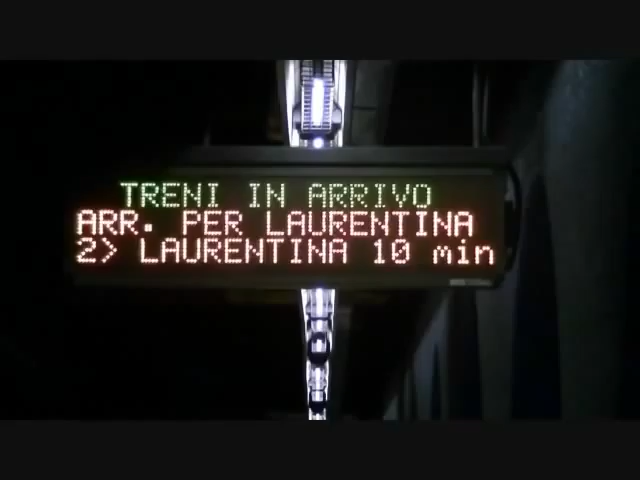 TRENI IN ARRIVO
ARR. PER LAURENTINA
2> LAURENTINA 10 min